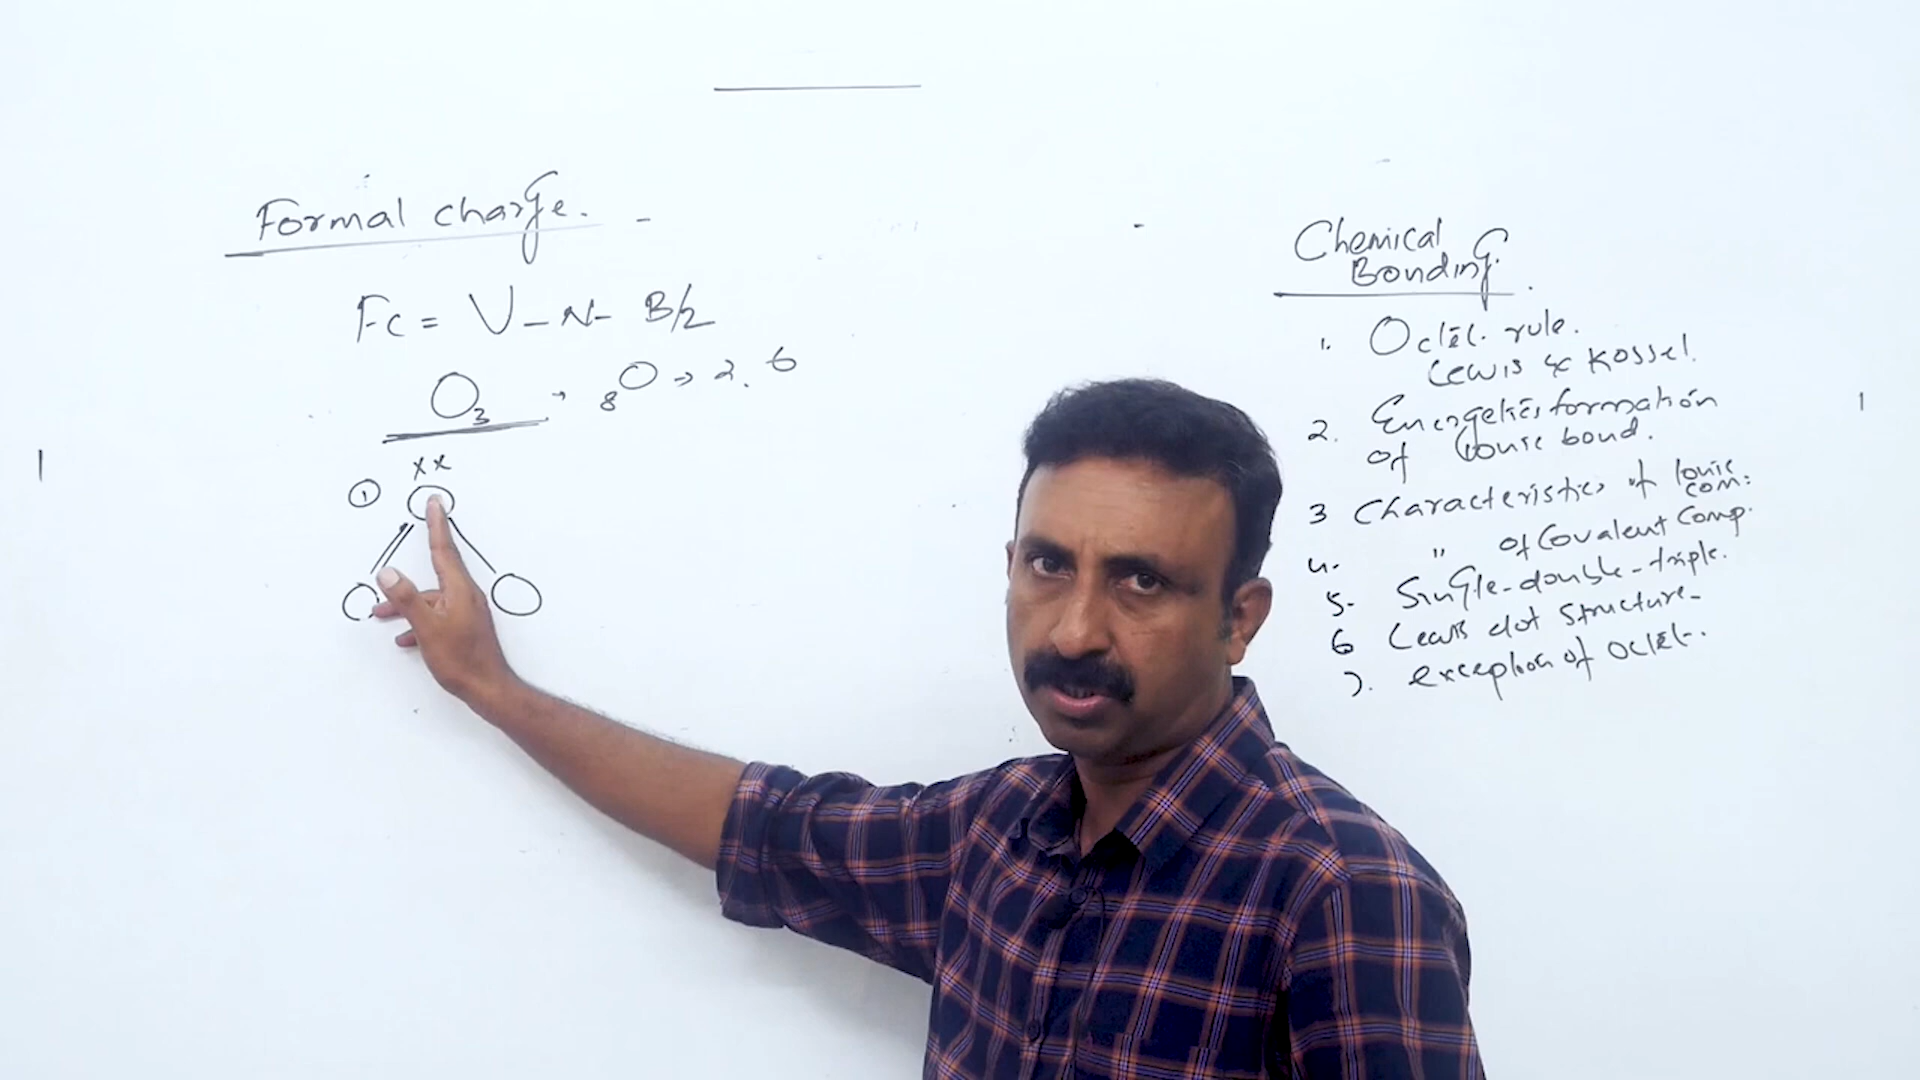 Formal charge. -
Fc = V - N - B/2
O3 → 8O → 2. 6
x x
① O
O O
Chemical
Bonding.
1. Octet. rule.
Lewis & Kossel.
2. Energetics formation
of Ionic bond.
3 Characteristics of Ionic
com:
4. " of Covalent Comp.
5. Single-double-triple.
6 Lewis dot structure-
7. exception of Octet-.